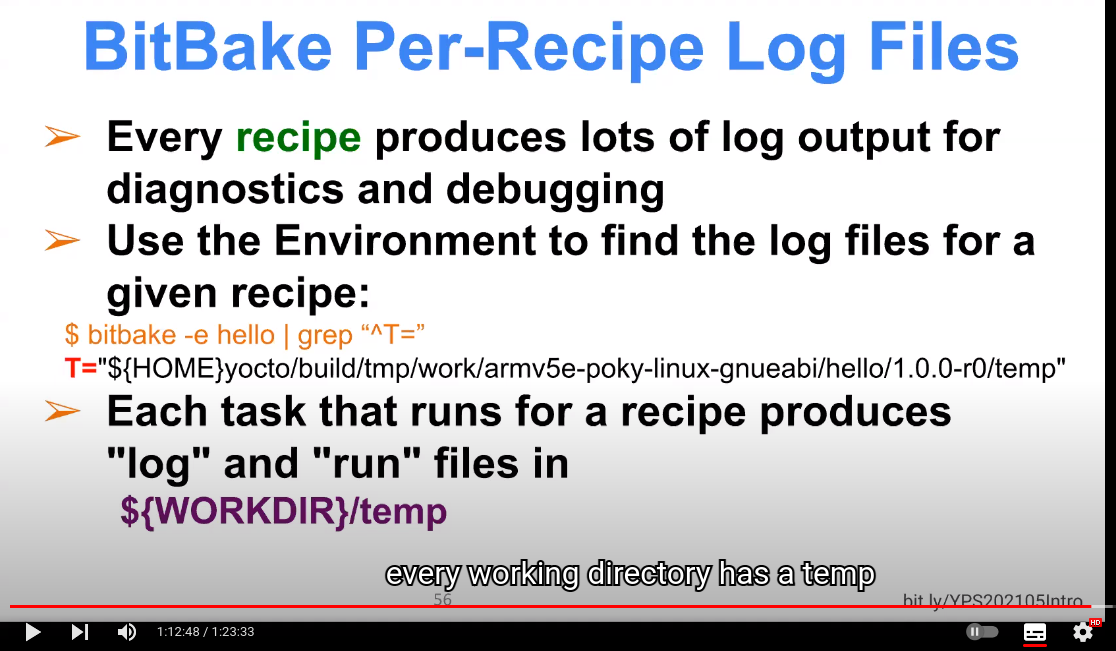 BitBake Per-Recipe Log Files
➢ Every recipe produces lots of log output for
diagnostics and debugging
➢ Use the Environment to find the log files for a
given recipe:
$ bitbake -e hello | grep “^T=”
T="${HOME}yocto/build/tmp/work/armv5e-poky-linux-gnueabi/hello/1.0.0-r0/temp"
➢ Each task that runs for a recipe produces
"log" and "run" files in
${WORKDIR}/temp
every working directory has a temp
56
bit.ly/YPS202105Intro
1:12:48 / 1:23:33
HD